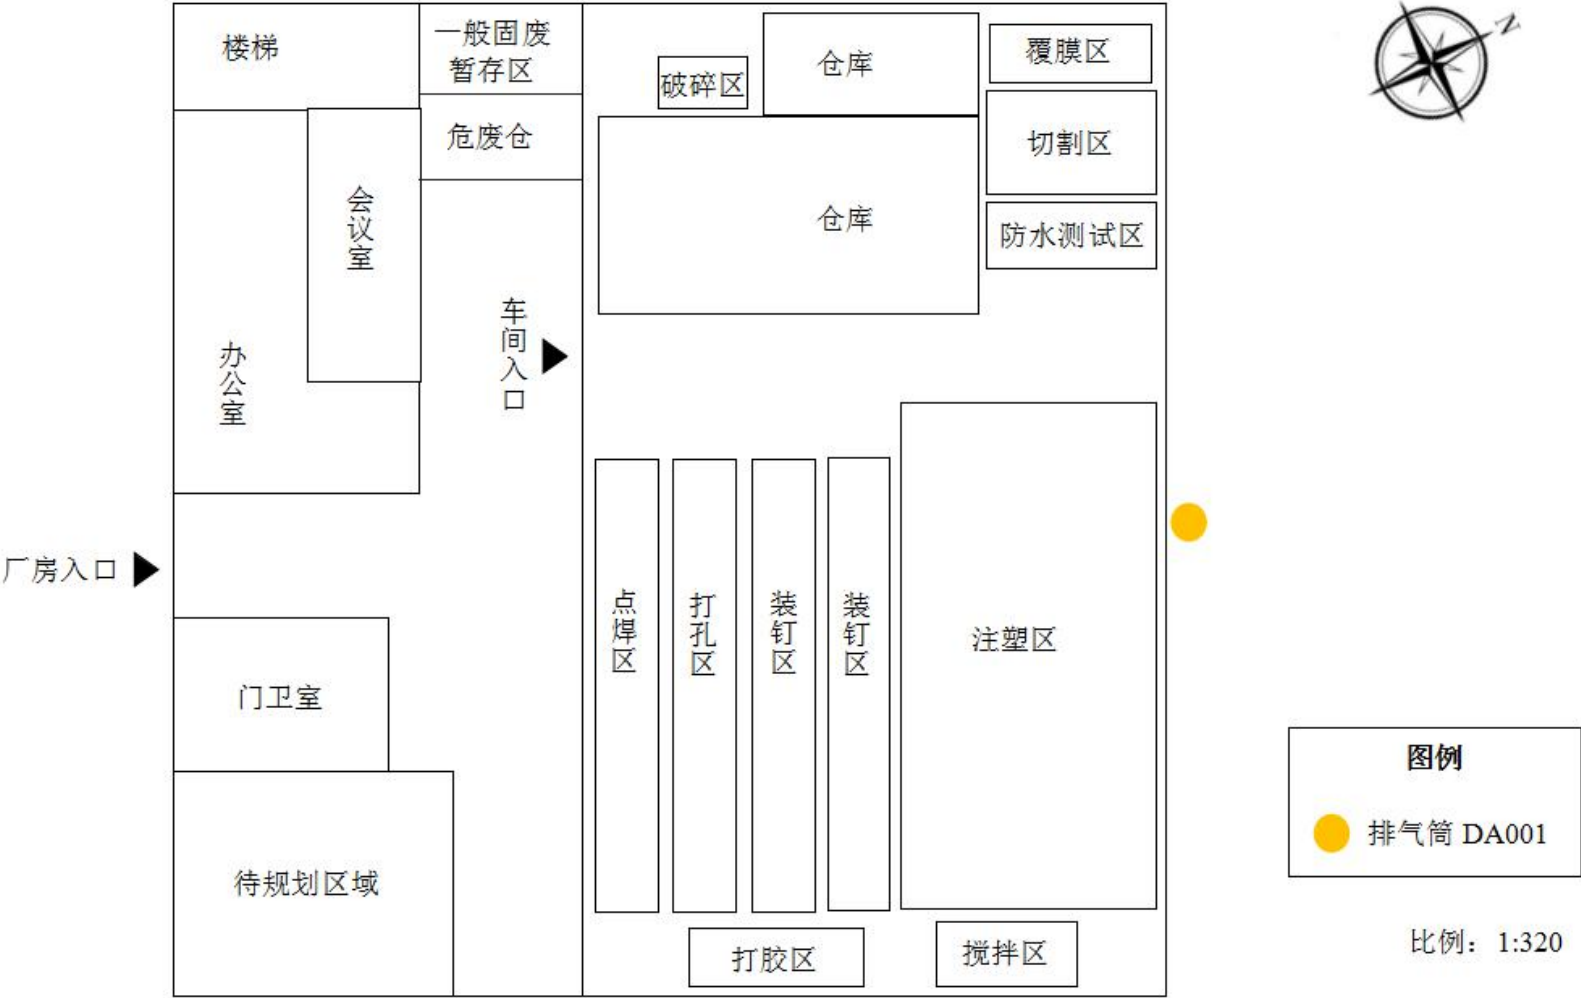 楼梯
一般固废
暂存区
危废仓
会议室
办公室
车间入口
厂房入口
门卫室
待规划区域
破碎区
仓库
覆膜区
切割区
仓库
防水测试区
点焊区
打孔区
装钉区
装钉区
注塑区
打胶区
搅拌区
N
图例
排气筒 DA001
比例：1:320